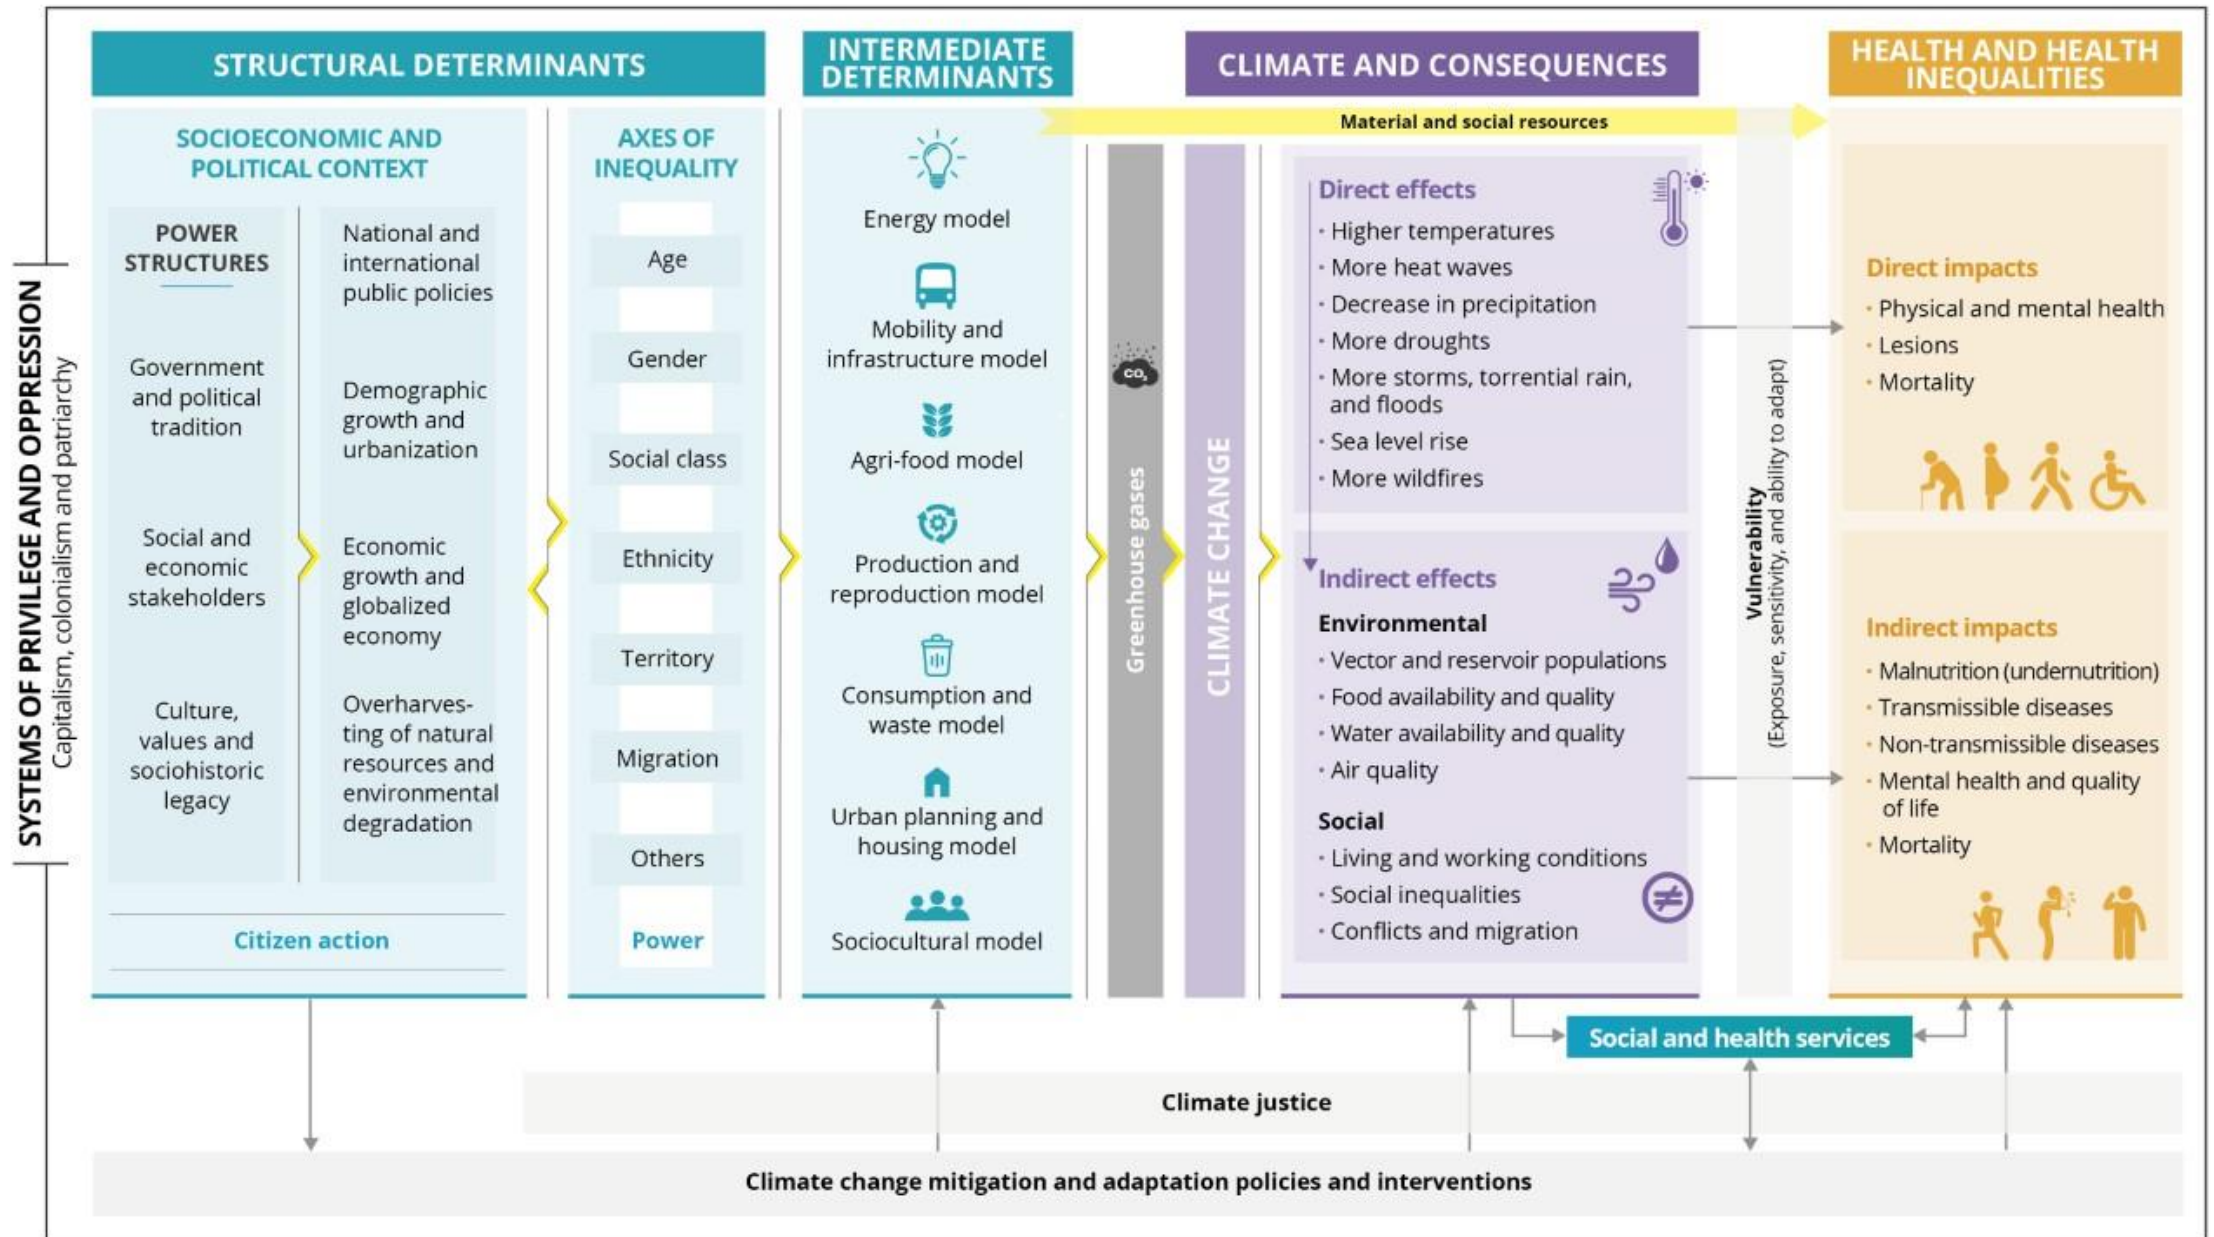 SYSTEMS OF PRIVILEGE AND OPPRESSION
Capitalism, colonialism and patriarchy
STRUCTURAL DETERMINANTS
SOCIOECONOMIC AND
POLITICAL CONTEXT
POWER
STRUCTURES
Government
and political
tradition
Social and
economic
stakeholders
Culture,
values and
sociohistoric
legacy
National and
international
public policies
Demographic
growth and
urbanization
Economic
growth and
globalized
economy
Overharves-
ting of natural
resources and
environmental
degradation
Citizen action
AXES OF
INEQUALITY
Age
Gender
Social class
Ethnicity
Territory
Migration
Others
Power
INTERMEDIATE
DETERMINANTS
Energy model
Mobility and
infrastructure model
Agri-food model
Production and
reproduction model
Consumption and
waste model
Urban planning and
housing model
Sociocultural model
CO₂
Greenhouse gases
CLIMATE AND CONSEQUENCES
Material and social resources
CLIMATE CHANGE
Direct effects
· Higher temperatures
· More heat waves
· Decrease in precipitation
· More droughts
· More storms, torrential rain,
and floods
· Sea level rise
· More wildfires
Indirect effects
Environmental
· Vector and reservoir populations
· Food availability and quality
· Water availability and quality
· Air quality
Social
· Living and working conditions
· Social inequalities
· Conflicts and migration
Vulnerability
(Exposure, sensitivity, and ability to adapt)
HEALTH AND HEALTH
INEQUALITIES
Direct impacts
· Physical and mental health
· Lesions
· Mortality
Indirect impacts
· Malnutrition (undernutrition)
· Transmissible diseases
· Non-transmissible diseases
· Mental health and quality
of life
· Mortality
Social and health services
Climate justice
Climate change mitigation and adaptation policies and interventions